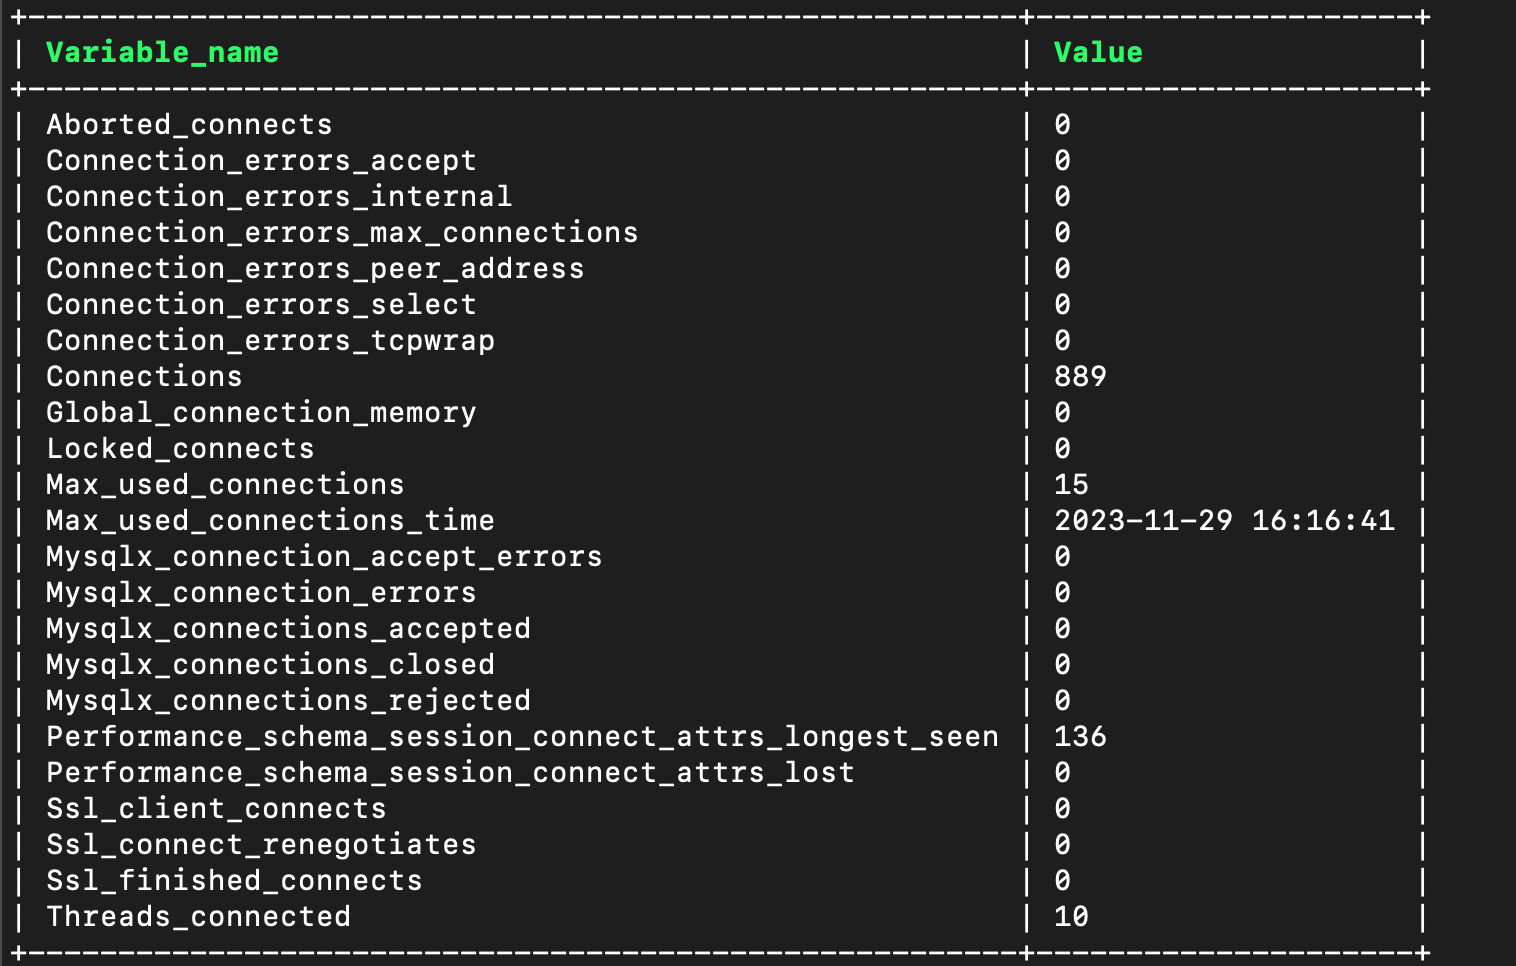 +-------------------------------------------------------+---------------------+
| Variable_name                                         | Value               |
+-------------------------------------------------------+---------------------+
| Aborted_connects                                      | 0                   |
| Connection_errors_accept                              | 0                   |
| Connection_errors_internal                            | 0                   |
| Connection_errors_max_connections                     | 0                   |
| Connection_errors_peer_address                        | 0                   |
| Connection_errors_select                              | 0                   |
| Connection_errors_tcpwrap                             | 0                   |
| Connections                                           | 889                 |
| Global_connection_memory                              | 0                   |
| Locked_connects                                       | 0                   |
| Max_used_connections                                  | 15                  |
| Max_used_connections_time                             | 2023-11-29 16:16:41 |
| Mysqlx_connection_accept_errors                       | 0                   |
| Mysqlx_connection_errors                              | 0                   |
| Mysqlx_connections_accepted                           | 0                   |
| Mysqlx_connections_closed                             | 0                   |
| Mysqlx_connections_rejected                           | 0                   |
| Performance_schema_session_connect_attrs_longest_seen | 136                 |
| Performance_schema_session_connect_attrs_lost         | 0                   |
| Ssl_client_connects                                   | 0                   |
| Ssl_connect_renegotiates                              | 0                   |
| Ssl_finished_connects                                 | 0                   |
| Threads_connected                                     | 10                  |
+-------------------------------------------------------+---------------------+